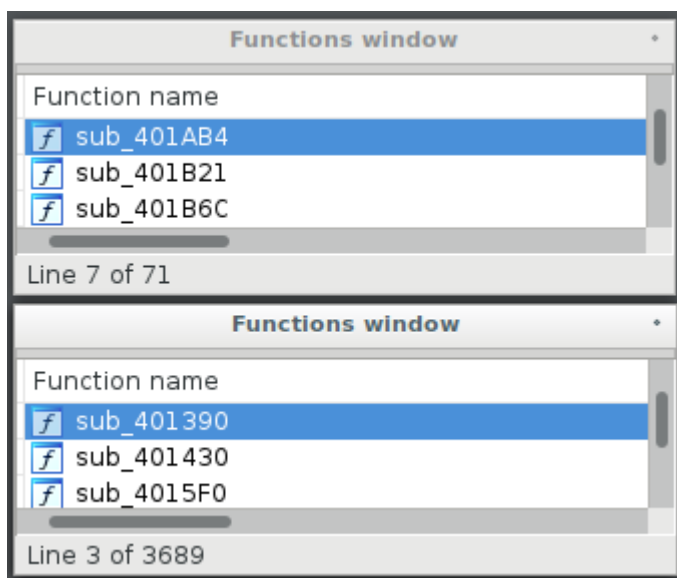 Functions window
Function name
sub_401AB4
sub_401B21
sub_401B6C
Line 7 of 71
Functions window
Function name
sub_401390
sub_401430
sub_4015F0
Line 3 of 3689